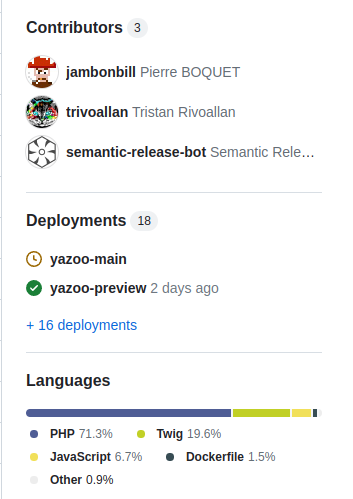 Contributors 3
jambonbill Pierre BOQUET
trivoallan Tristan Rivoallan
semantic-release-bot Semantic Rele...
Deployments 18
yazoo-main
yazoo-preview 2 days ago
+ 16 deployments
Languages
PHP 71.3% Twig 19.6%
JavaScript 6.7% Dockerfile 1.5%
Other 0.9%